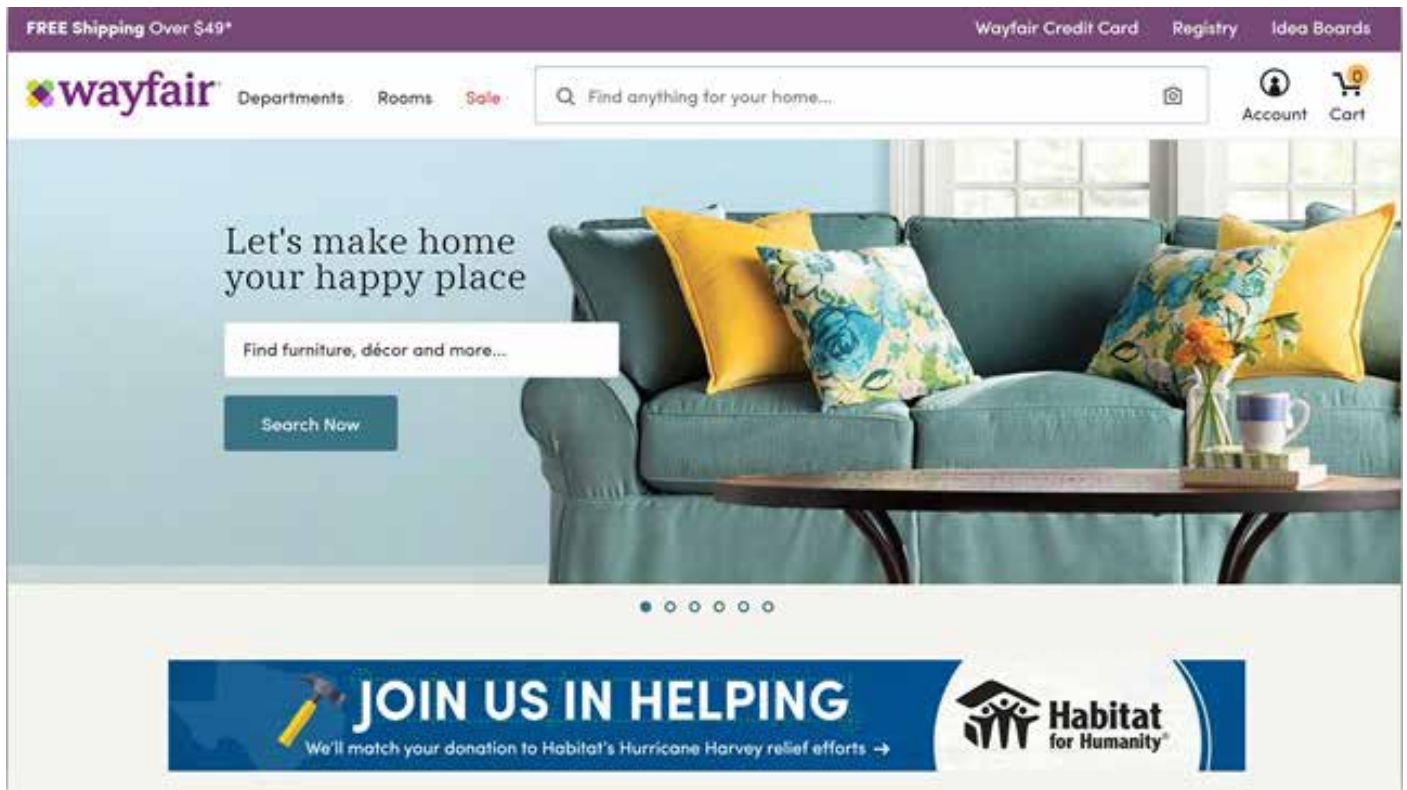 FREE Shipping Over $49*
Wayfair Credit Card Registry Idea Boards
wayfair Departments Rooms Sale Find anything for your home... Account 0 Cart
Let's make home
your happy place
Find furniture, décor and more...
Search Now
JOIN US IN HELPING
We'll match your donation to Habitat's Hurricane Harvey relief efforts →
Habitat
for Humanity®